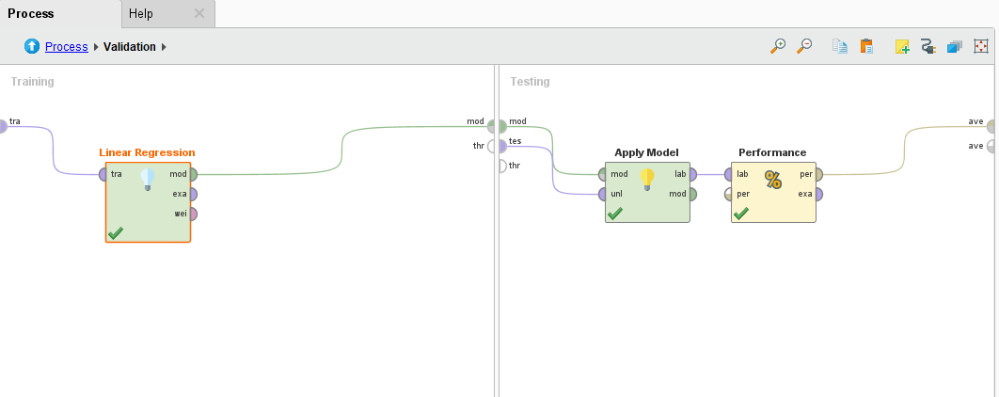 Process
Help
Process
Validation
Training
Testing
tra
mod
thr
Linear Regression
tra
mod
exa
wei
mod
tes
thr
Apply Model
mod
lab
unl
mod
Performance
%
lab
per
per
exa
ave
ave